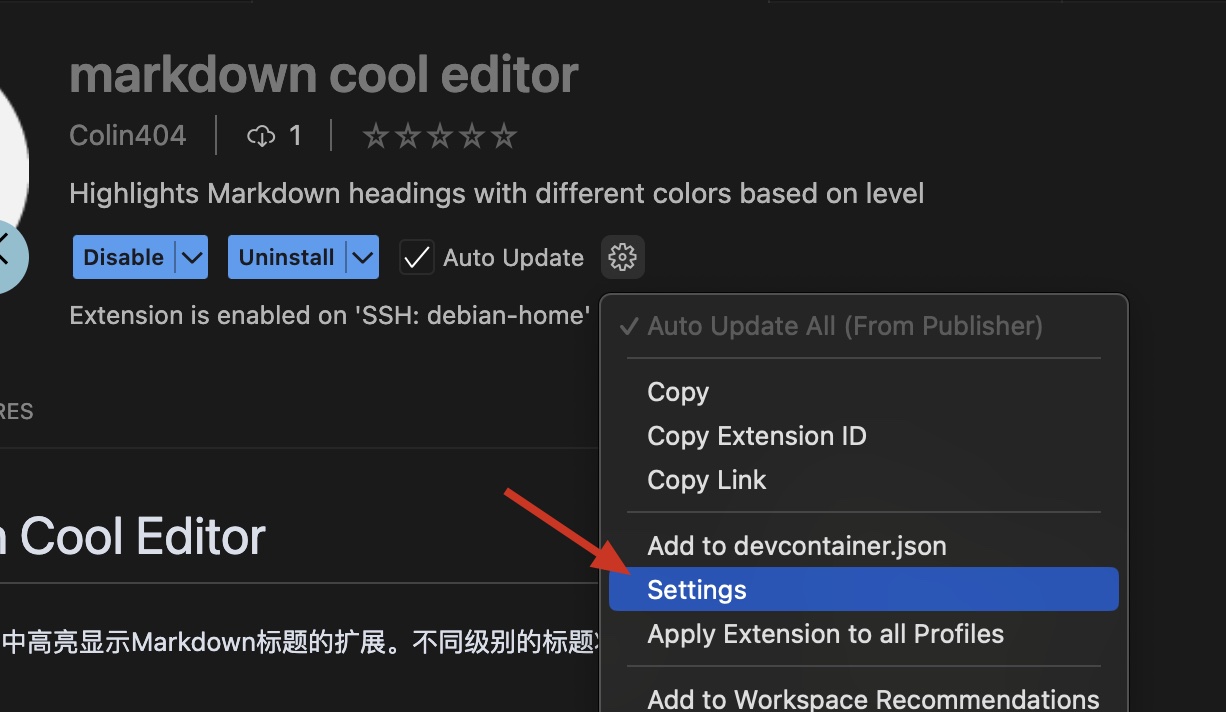 markdown cool editor
Colin404 1
Highlights Markdown headings with different colors based on level
Disable Uninstall Auto Update
Extension is enabled on 'SSH: debian-home'
Auto Update All (From Publisher)
RES
Copy
Copy Extension ID
Copy Link
Cool Editor
Add to devcontainer.json
Settings
中高亮显示Markdown标题的扩展。不同级别的标题
Apply Extension to all Profiles
Add to Workspace Recommendations